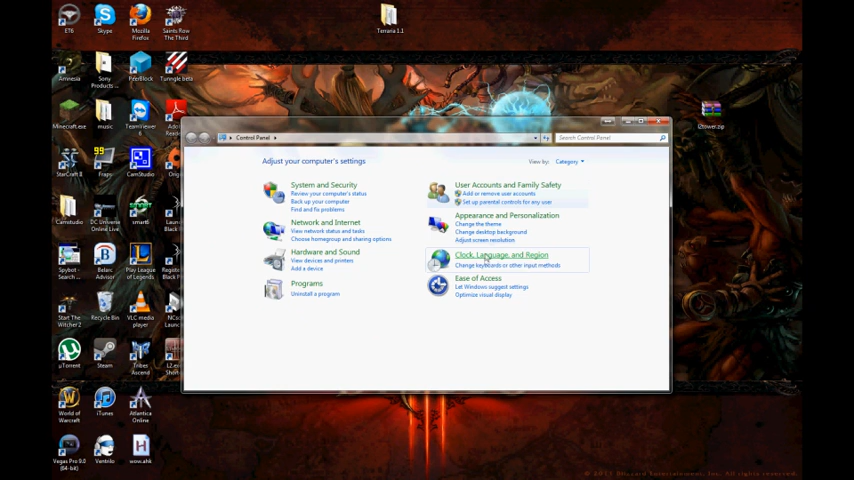 ET6
Skype
Mozilla
Firefox
Saints Row
The Third
Terraria 1.1
Amnesia
Sony
Products ...
PeerBlock
Tunngle beta
Minecraft.exe
music
TeamViewer
StarCraft II
99
Fraps
CamStudio
Camstudio
DC Universe
Online Live
smartI
Launc
Spybot -
Search ...
Belarc
Advisor
Play League
of Legends
Start The
Witcher 2
Recycle Bin
VLC media
player
µTorrent
Steam
Tribes
Ascend
World of
Warcraft
iTunes
Atlantica
Online
Vegas Pro 9.0
(64-bit)
Ventrilo
wow.ahk
Control Panel
Search Control Panel
Adjust your computer's settings
View by: Category
System and Security
Review your computer's status
Back up your computer
Find and fix problems
Network and Internet
View network status and tasks
Choose homegroup and sharing options
Hardware and Sound
View devices and printers
Add a device
Programs
Uninstall a program
User Accounts and Family Safety
Add or remove user accounts
Set up parental controls for any user
Appearance and Personalization
Change the theme
Change desktop background
Adjust screen resolution
Clock, Language, and Region
Change keyboards or other input methods
Ease of Access
Let Windows suggest settings
Optimize visual display